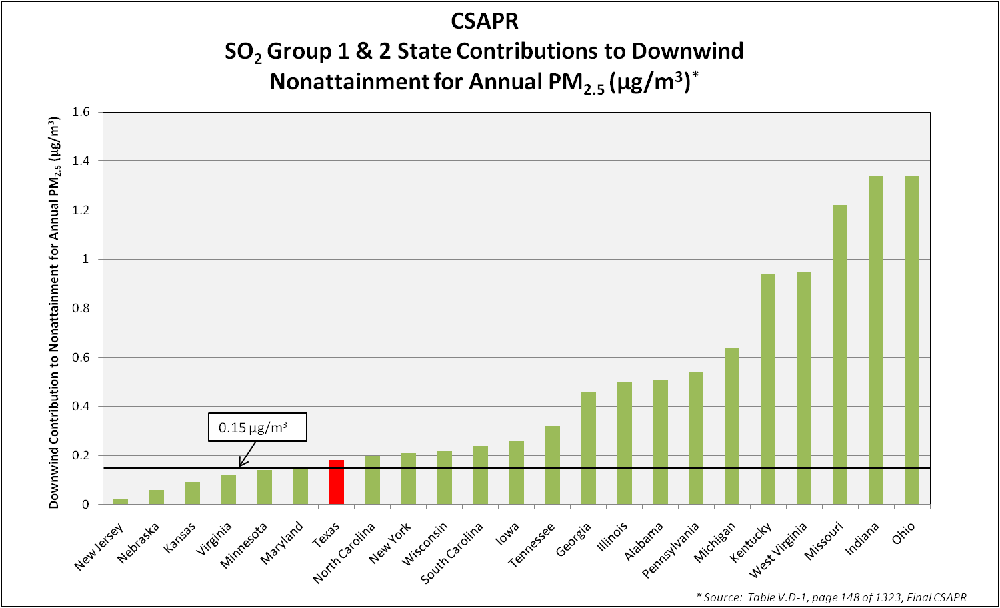 CSAPR
SO2 Group 1 & 2 State Contributions to Downwind
Nonattainment for Annual PM2.5 (µg/m3)*
Downwind Contribution to Nonattainment for Annual PM2.5 (µg/m3)
1.6
1.4
1.2
1
0.8
0.6
0.4
0.2
0
0.15 µg/m3
New Jersey
Nebraska
Kansas
Virginia
Minnesota
Maryland
Texas
North Carolina
New York
Wisconsin
South Carolina
Iowa
Tennessee
Georgia
Illinois
Alabama
Pennsylvania
Michigan
Kentucky
West Virginia
Missouri
Indiana
Ohio
* Source: Table V.D-1, page 148 of 1323, Final CSAPR